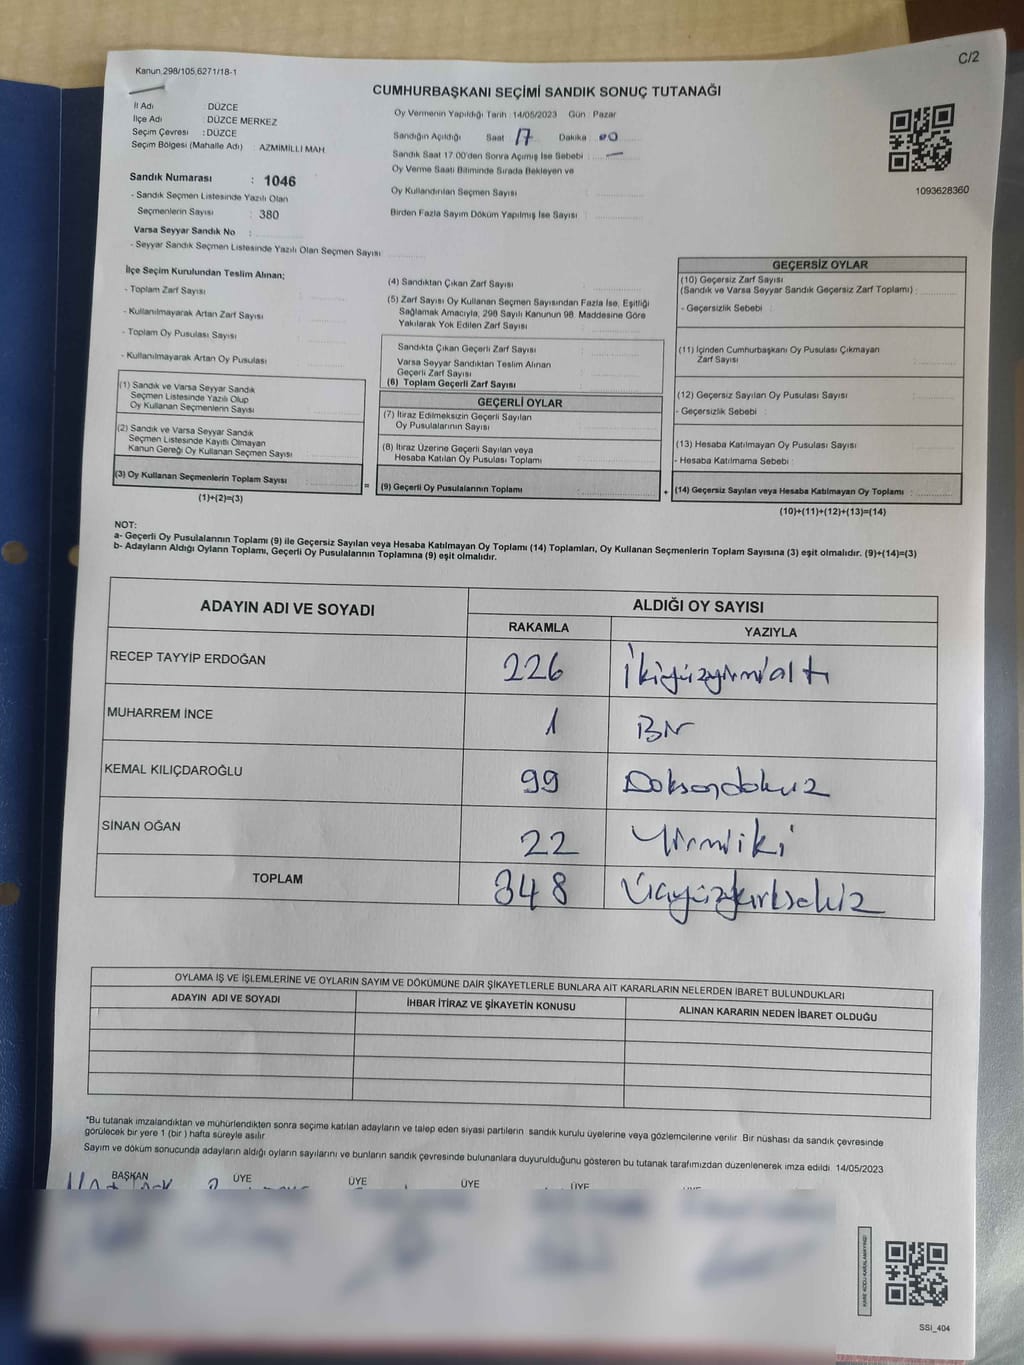 C/2
Kanun.298/105.6271/18-1
CUMHURBAŞKANI SEÇİMİ SANDIK SONUÇ TUTANAĞI
İl Adı : DÜZCE
İlçe Adı : DÜZCE MERKEZ
Seçim Çevresi : DÜZCE
Seçim Bölgesi (Mahalle Adı) : AZMİMİLLİ MAH
Sandık Numarası : 1046
- Sandık Seçmen Listesinde Yazılı Olan
Seçmenlerin Sayısı : 380
Varsa Seyyar Sandık No :
- Seyyar Sandık Seçmen Listesinde Yazılı Olan Seçmen Sayısı
Oy Vermenin Yapıldığı Tarih 14/05/2023 Gün : Pazar
Sandığın Açıldığı Saat 17 Dakika : 00
Sandık Saat 17.00'den Sonra Açılmış İse Sebebi : —
Oy Verme Saati Bitiminde Sırada Bekleyen ve
Oy Kullandırılan Seçmen Sayısı
Birden Fazla Sayım Döküm Yapılmış İse Sayısı
1093628360
İlçe Seçim Kurulundan Teslim Alınan;
- Toplam Zarf Sayısı
- Kullanılmayarak Artan Zarf Sayısı
- Toplam Oy Pusulası Sayısı
- Kullanılmayarak Artan Oy Pusulası
(1) Sandık ve Varsa Seyyar Sandık
Seçmen Listesinde Yazılı Olup
Oy Kullanan Seçmenlerin Sayısı
(2) Sandık ve Varsa Seyyar Sandık
Seçmen Listesinde Kayıtlı Olmayan
Kanun Gereği Oy Kullanan Seçmen Sayısı
(3) Oy Kullanan Seçmenlerin Toplam Sayısı
(1)+(2)=(3)
(4) Sandıktan Çıkan Zarf Sayısı
(5) Zarf Sayısı Oy Kullanan Seçmen Sayısından Fazla İse, Eşitliği
Sağlamak Amacıyla, 298 Sayılı Kanunun 98. Maddesine Göre
Yakılarak Yok Edilen Zarf Sayısı
Sandıkta Çıkan Geçerli Zarf Sayısı
Varsa Seyyar Sandıktan Teslim Alınan
Geçerli Zarf Sayısı
(6) Toplam Geçerli Zarf Sayısı
GEÇERLİ OYLAR
(7) İtiraz Edilmeksizin Geçerli Sayılan
Oy Pusulalarının Sayısı
(8) İtiraz Üzerine Geçerli Sayılan veya
Hesaba Katılan Oy Pusulası Toplamı
= (9) Geçerli Oy Pusulalarının Toplamı
GEÇERSİZ OYLAR
(10) Geçersiz Zarf Sayısı
(Sandık ve Varsa Seyyar Sandık Geçersiz Zarf Toplamı) :
- Geçersizlik Sebebi :
(11) İçinden Cumhurbaşkanı Oy Pusulası Çıkmayan
Zarf Sayısı
(12) Geçersiz Sayılan Oy Pusulası Sayısı
- Geçersizlik Sebebi :
(13) Hesaba Katılmayan Oy Pusulası Sayısı
- Hesaba Katılmama Sebebi
+ (14) Geçersiz Sayılan veya Hesaba Katılmayan Oy Toplamı :
(10)+(11)+(12)+(13)=(14)
NOT:
a- Geçerli Oy Pusulalarının Toplamı (9) ile Geçersiz Sayılan veya Hesaba Katılmayan Oy Toplamı (14) Toplamları, Oy Kullanan Seçmenlerin Toplam Sayısına (3) eşit olmalıdır. (9)+(14)=(3)
b- Adayların Aldığı Oyların Toplamı, Geçerli Oy Pusulalarının Toplamına (9) eşit olmalıdır.
ADAYIN ADI VE SOYADI ALDIĞI OY SAYISI
RAKAMLA YAZIYLA
RECEP TAYYİP ERDOĞAN 226 İkiyüzyirmialtı
MUHARREM İNCE 1 Bir
KEMAL KILIÇDAROĞLU 99 Doksandokuz
SİNAN OĞAN 22 Yirmiiki
TOPLAM 348 Üçyüzkırksekiz
OYLAMA İŞ VE İŞLEMLERİNE VE OYLARIN SAYIM VE DÖKÜMÜNE DAİR ŞİKAYETLERLE BUNLARA AİT KARARLARIN NELERDEN İBARET BULUNDUKLARI
ADAYIN ADI VE SOYADI İHBAR İTİRAZ VE ŞİKAYETİN KONUSU ALINAN KARARIN NEDEN İBARET OLDUĞU
*Bu tutanak imzalandıktan ve mühürlendikten sonra seçime katılan adayların ve talep eden siyasi partilerin sandık kurulu üyelerine veya gözlemcilerine verilir. Bir nüshası da sandık çevresinde
görülecek bir yere 1 (bir) hafta süreyle asılır
Sayım ve döküm sonucunda adayların aldığı oyların sayılarını ve bunların sandık çevresinde bulunanlara duyurulduğunu gösteren bu tutanak tarafımızdan düzenlenerek imza edildi 14/05/2023
BAŞKAN ÜYE ÜYE ÜYE ÜYE
KARE KODU KARALAMAYINIZ!
SSİ_404